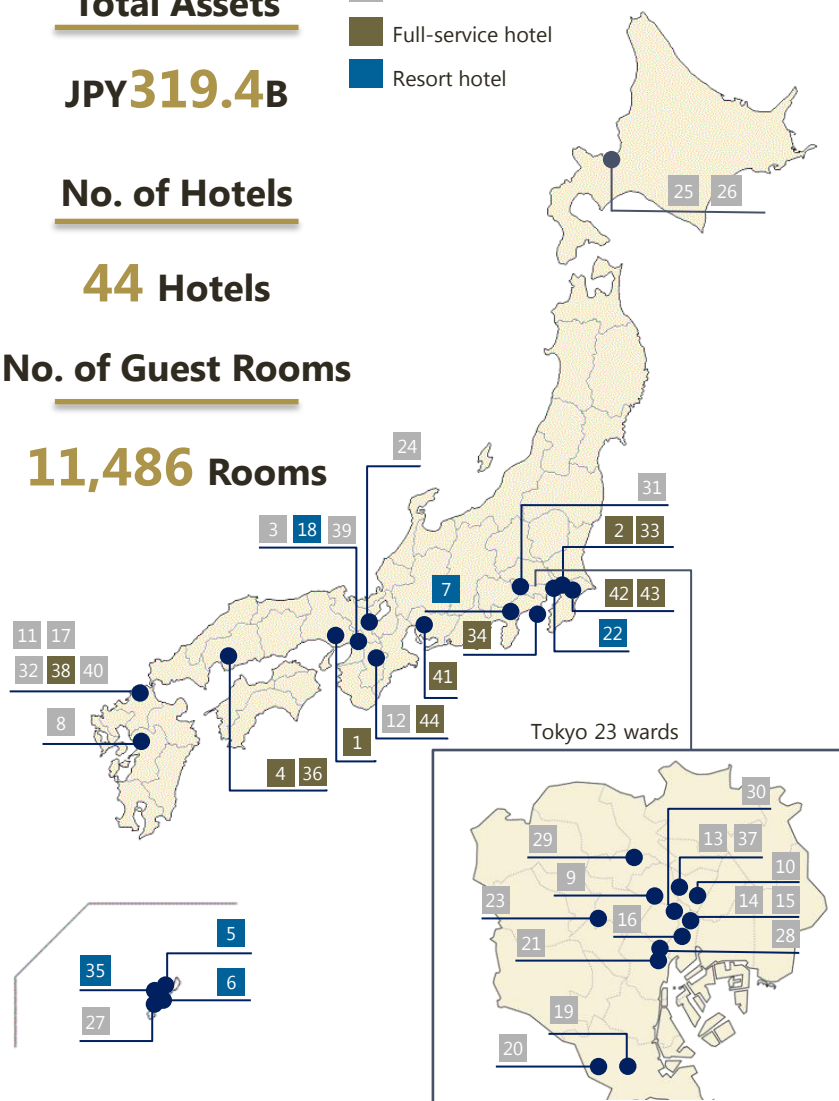 Total Assets
JPY319.4B
No. of Hotels
44 Hotels
No. of Guest Rooms
11,486 Rooms
Full-service hotel
Resort hotel
25 26
24
31
3 18 39
2 33
7
42 43
34
22
11 17
32 38 40
41
8
12 44
1
4 36
Tokyo 23 wards
30
29
13 37
9
10
23
14 15
16
28
21
19
20
5
35
6
27